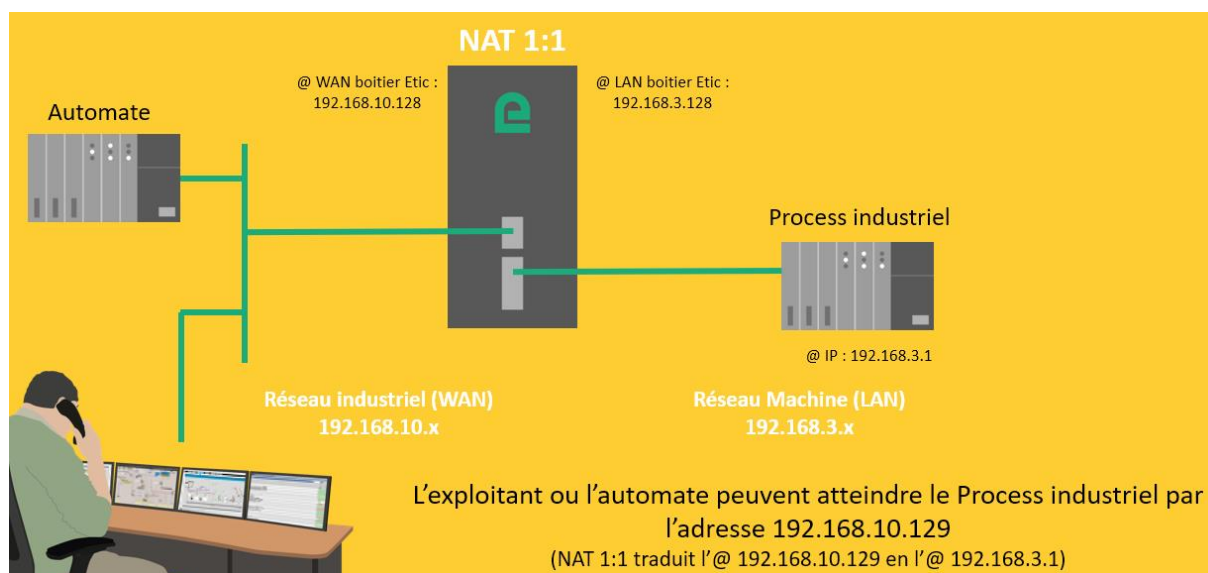 NAT 1:1
@ WAN boitier Etic :
192.168.10.128
@ LAN boitier Etic :
192.168.3.128
Automate
Process industriel
@ IP : 192.168.3.1
Réseau industriel (WAN)
192.168.10.x
Réseau Machine (LAN)
192.168.3.x
L’exploitant ou l’automate peuvent atteindre le Process industriel par
l’adresse 192.168.10.129
(NAT 1:1 traduit l’@ 192.168.10.129 en l’@ 192.168.3.1)